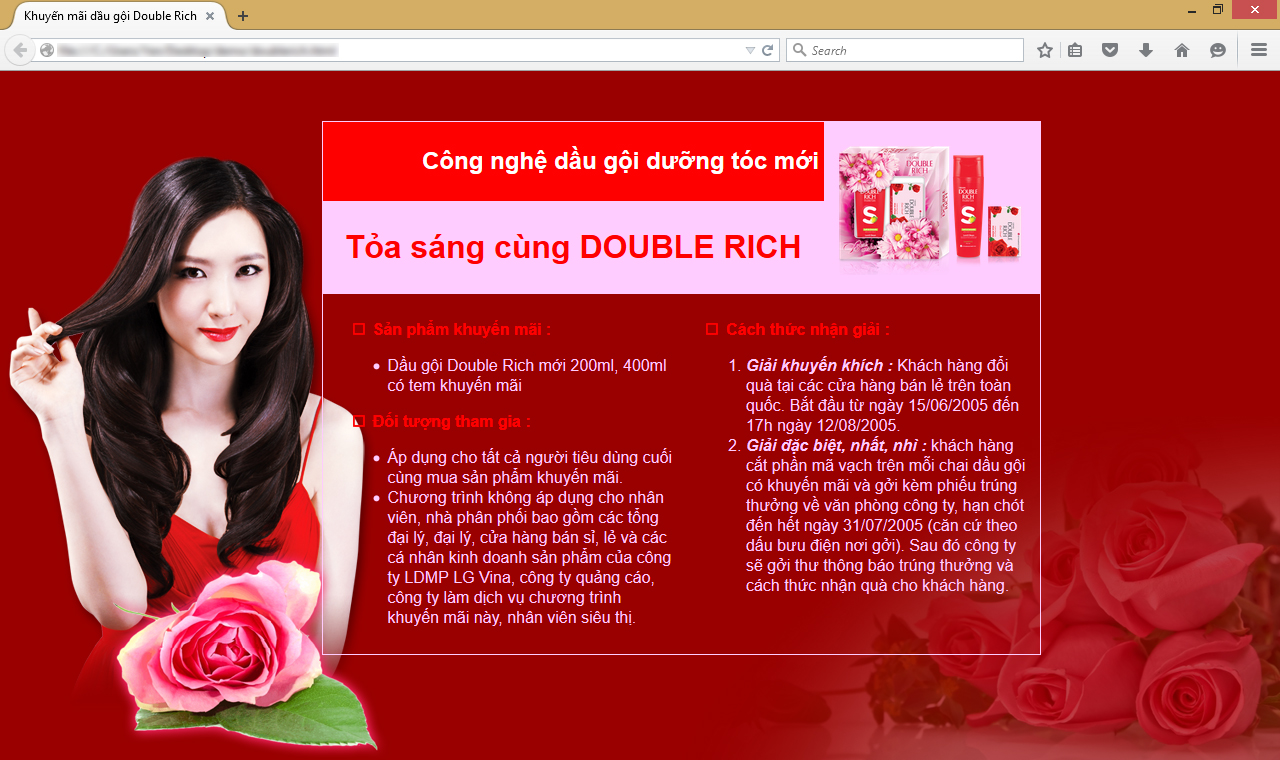 Khuyến mãi dầu gội Double Rich
Search
Công nghệ dầu gội dưỡng tóc mới
Tỏa sáng cùng DOUBLE RICH
DOUBLE
RICH
S
DOUBLE
RICH
S
Sản phẩm khuyến mãi :
Dầu gội Double Rich mới 200ml, 400ml
có tem khuyến mãi
Đối tượng tham gia :
Áp dụng cho tất cả người tiêu dùng cuối
cùng mua sản phẩm khuyến mãi.
Chương trình không áp dụng cho nhân
viên, nhà phân phối bao gồm các tổng
đại lý, đại lý, cửa hàng bán sỉ, lẻ và các
cá nhân kinh doanh sản phẩm của công
ty LDMP LG Vina, công ty quảng cáo,
công ty làm dịch vụ chương trình
khuyến mãi này, nhân viên siêu thị.
Cách thức nhận giải :
1. Giải khuyến khích : Khách hàng đổi
quà tại các cửa hàng bán lẻ trên toàn
quốc. Bắt đầu từ ngày 15/06/2005 đến
17h ngày 12/08/2005.
2. Giải đặc biệt, nhất, nhì : khách hàng
cắt phần mã vạch trên mỗi chai dầu gội
có khuyến mãi và gởi kèm phiếu trúng
thưởng về văn phòng công ty, hạn chót
đến hết ngày 31/07/2005 (căn cứ theo
dấu bưu điện nơi gởi). Sau đó công ty
sẽ gởi thư thông báo trúng thưởng và
cách thức nhận quà cho khách hàng.